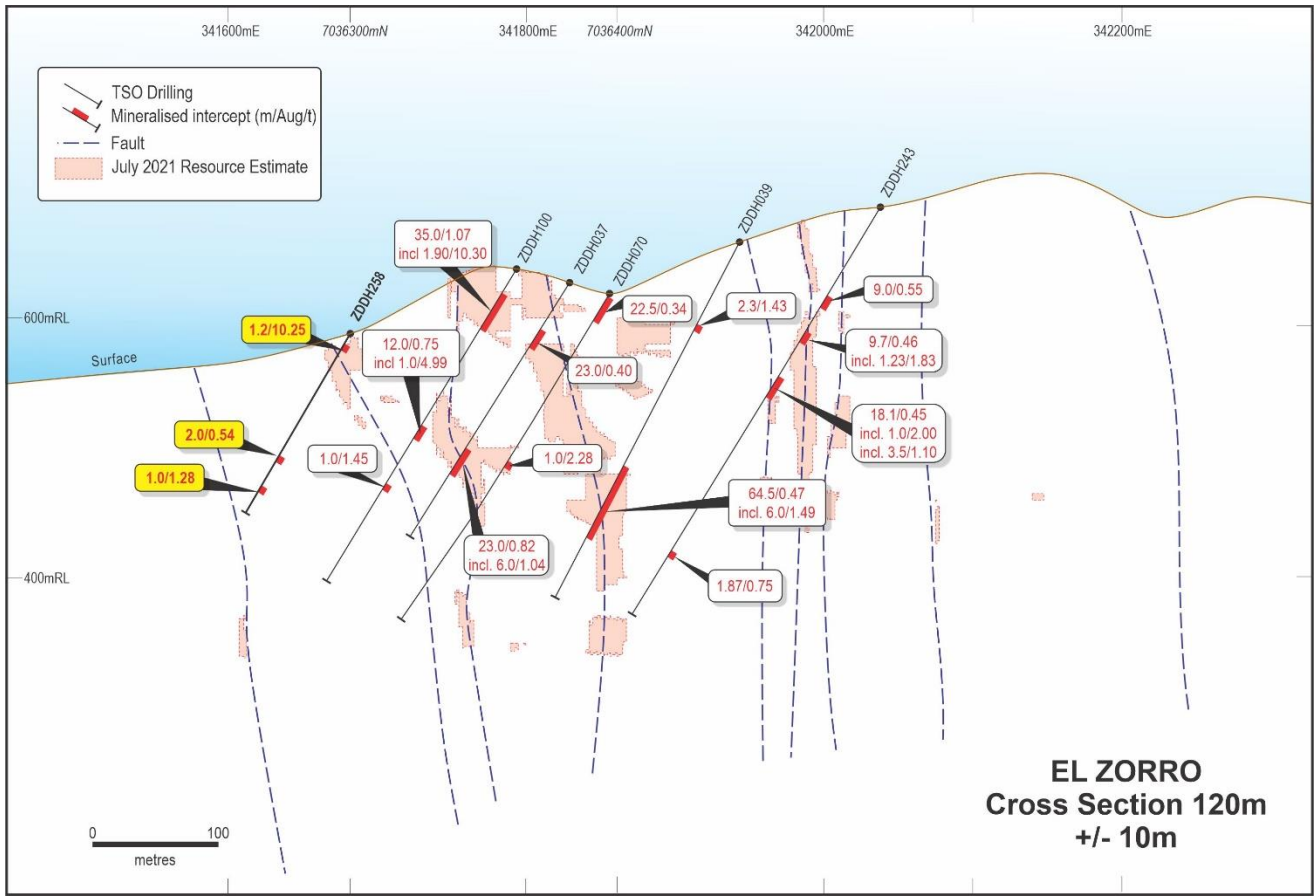 341600mE
7036300mN
341800mE
7036400mN
342000mE
342200mE
TSO Drilling
Mineralised intercept (m/Aug/t)
Fault
July 2021 Resource Estimate
ZDDH258
ZDDH100
ZDDH037
ZDDH070
ZDDH039
ZDDH243
35.0/1.07
incl 1.90/10.30
600mRL
Surface
1.2/10.25
12.0/0.75
incl 1.0/4.99
22.5/0.34
23.0/0.40
2.3/1.43
9.0/0.55
9.7/0.46
incl. 1.23/1.83
18.1/0.45
incl. 1.0/2.00
incl. 3.5/1.10
2.0/0.54
1.0/1.28
1.0/1.45
1.0/2.28
64.5/0.47
incl. 6.0/1.49
23.0/0.82
incl. 6.0/1.04
1.87/0.75
400mRL
EL ZORRO
Cross Section 120m
+/- 10m
0 100
metres